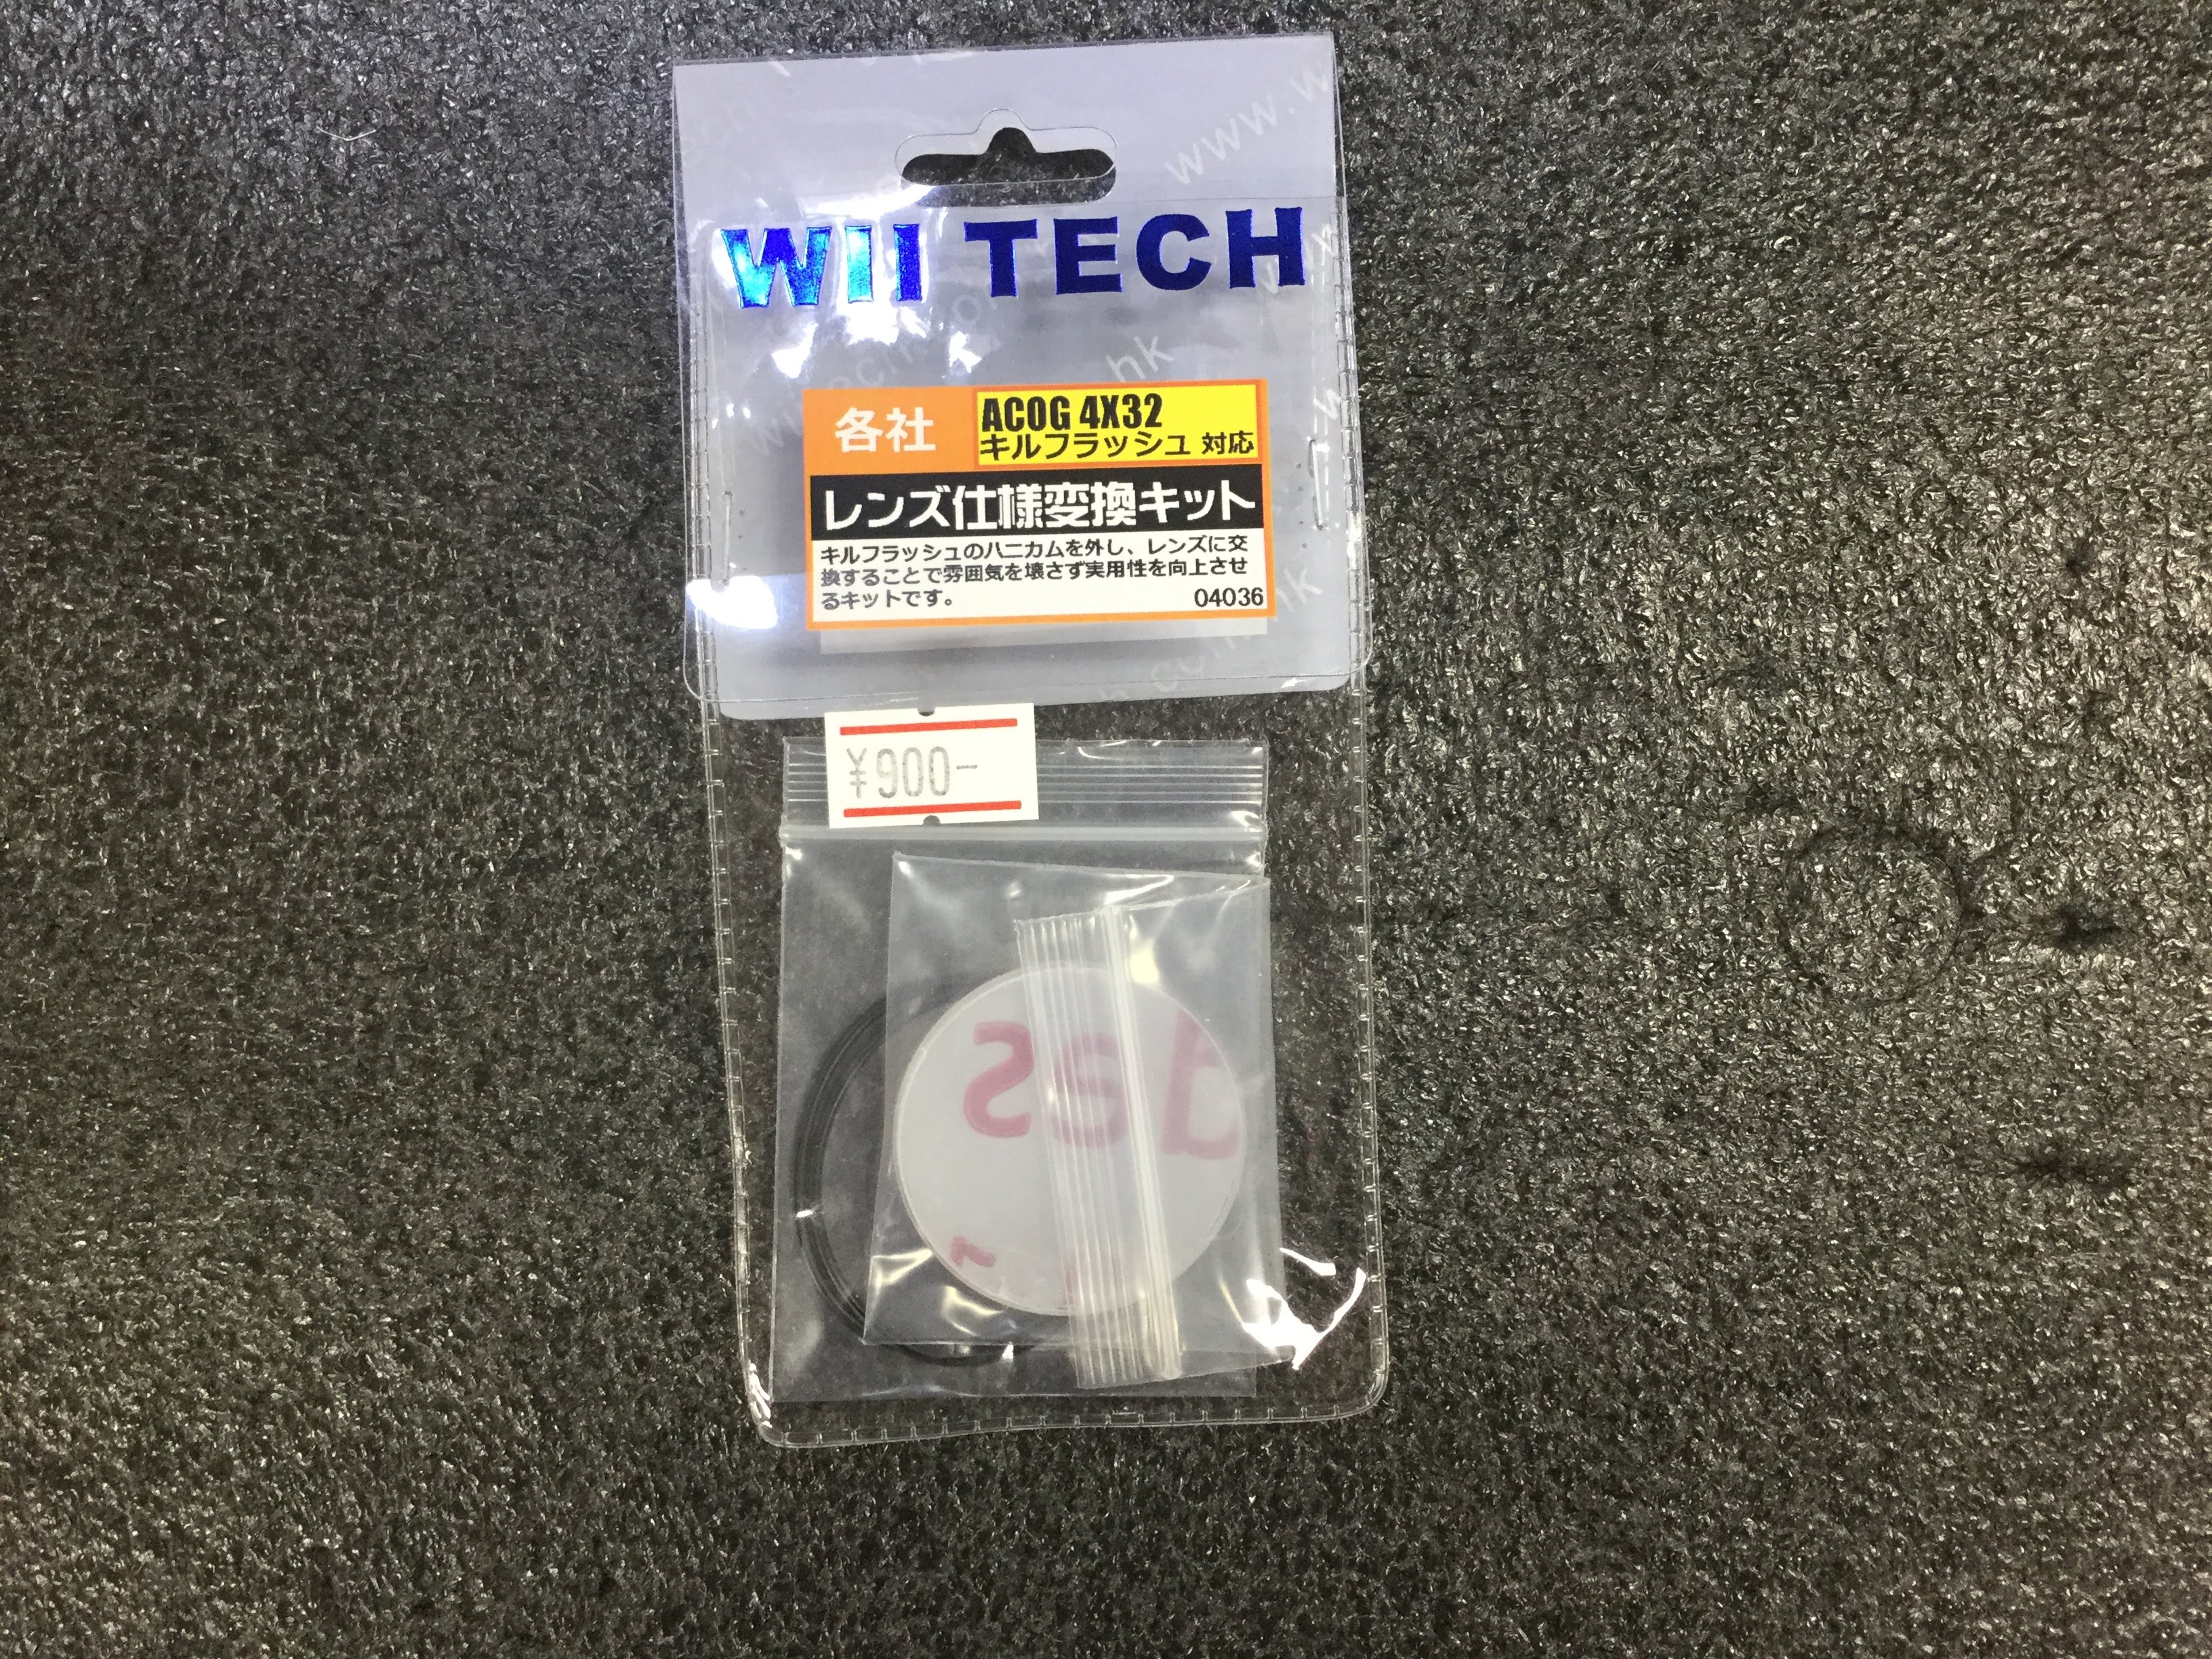 www.w
WII TECH
各社
ACOG 4X32
キルフラッシュ 対応
レンズ仕様変換キット
キルフラッシュのハニカムを外し、レンズに交
換することで雰囲気を壊さず実用性を向上させ
るキットです。
04036
¥900-
des